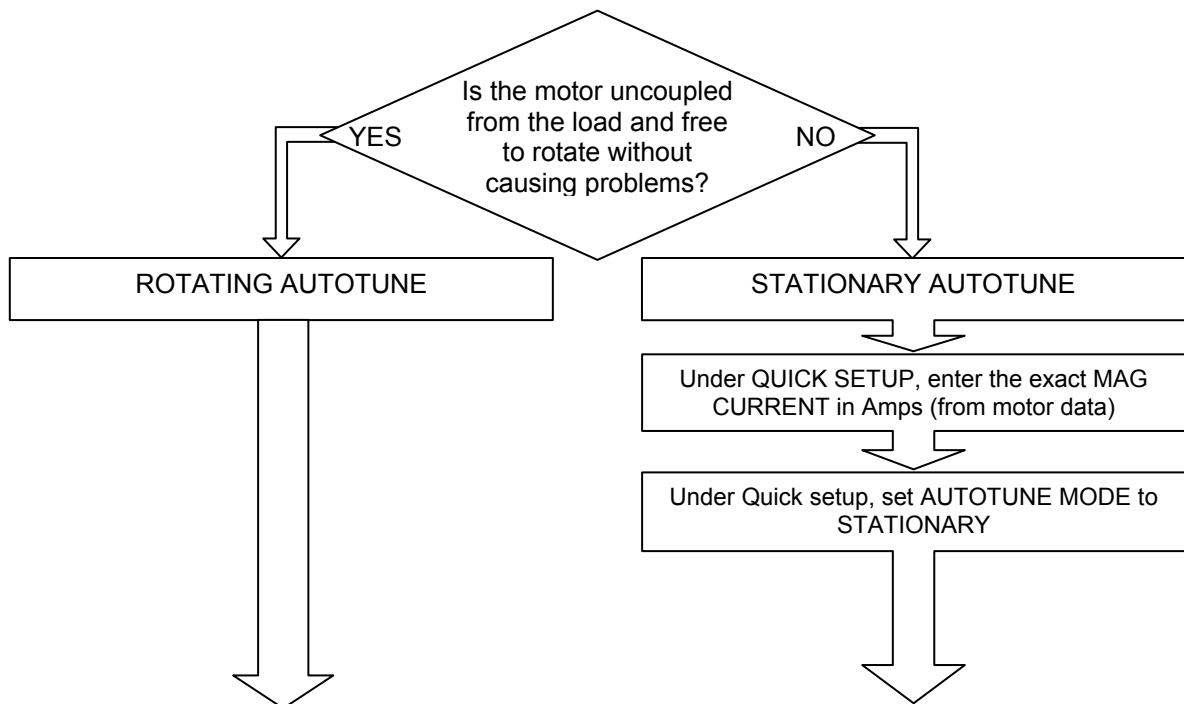 Is the motor uncoupled
from the load and free
to rotate without
causing problems?
YES
NO
ROTATING AUTOTUNE
STATIONARY AUTOTUNE
Under QUICK SETUP, enter the exact MAG
CURRENT in Amps (from motor data)
Under Quick setup, set AUTOTUNE MODE to
STATIONARY